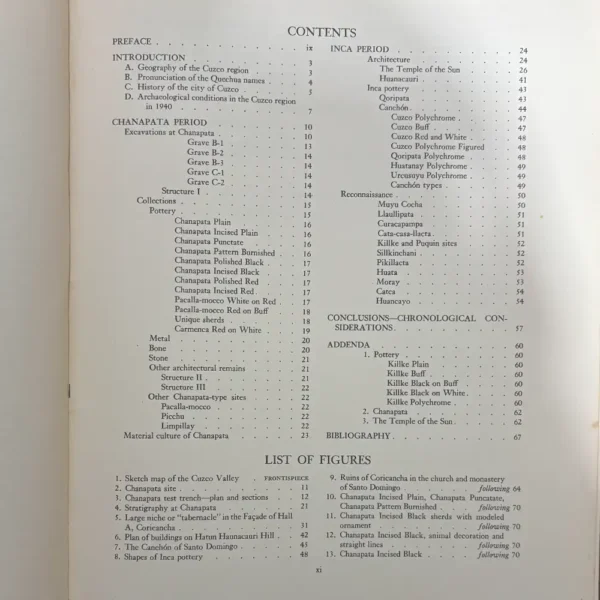 CONTENTS
PREFACE . . . ix
INTRODUCTION . . . 3
A. Geography of the Cuzco region . . . 3
B. Pronunciation of the Quechua names . . . 4
C. History of the city of Cuzco . . . 5
D. Archaeological conditions in the Cuzco region
in 1940 . . . 7
CHANAPATA PERIOD . . . 10
Excavations at Chanapata . . . 10
Grave B-1 . . . 13
Grave B-2 . . . 14
Grave B-3 . . . 14
Grave C-1 . . . 14
Grave C-2 . . . 14
Structure I . . . 14
Collections . . . 15
Pottery . . . 15
Chanapata Plain . . . 16
Chanapata Incised Plain . . . 16
Chanapata Punctate . . . 16
Chanapata Pattern Burnished . . . 16
Chanapata Polished Black . . . 17
Chanapata Incised Black . . . 17
Chanapata Polished Red . . . 17
Chanapata Incised Red . . . 17
Pacalla-mocco White on Red . . . 17
Pacalla-mocco Red on Buff . . . 18
Unique sherds . . . 18
Carmenca Red on White . . . 19
Metal . . . 20
Bone . . . 20
Stone . . . 21
Other architectural remains . . . 21
Structure II . . . 21
Structure III . . . 22
Other Chanapata-type sites . . . 22
Pacalla-mocco . . . 22
Picchu . . . 22
Limpillay . . . 22
Material culture of Chanapata . . . 23
INCA PERIOD . . . 24
Architecture . . . 24
The Temple of the Sun . . . 26
Huanacauri . . . 41
Inca pottery . . . 43
Qoripata . . . 43
Canchón . . . 44
Cuzco Polychrome . . . 47
Cuzco Buff . . . 47
Cuzco Red and White . . . 48
Cuzco Polychrome Figured . . . 48
Qoripata Polychrome . . . 48
Huatanay Polychrome . . . 49
Urcusuyu Polychrome . . . 49
Canchón types . . . 49
Reconnaissance . . . 50
Muyu Cocha . . . 50
Llaullipata . . . 51
Curacapampa . . . 51
Cata-casa-llacta . . . 51
Killke and Puquin sites . . . 52
Sillkinchani . . . 52
Pikillacta . . . 52
Huata . . . 53
Moray . . . 53
Catca . . . 54
Huancayo . . . 54
CONCLUSIONS—CHRONOLOGICAL CON-
SIDERATIONS . . . 57
ADDENDA . . . 60
1. Pottery . . . 60
Killke Plain . . . 60
Killke Buff . . . 60
Killke Black on Buff . . . 60
Killke Black on White . . . 60
Killke Polychrome . . . 60
2. Chanapata . . . 62
3. The Temple of the Sun . . . 62
BIBLIOGRAPHY . . . 67
LIST OF FIGURES
1. Sketch map of the Cuzco Valley . FRONTISPIECE
2. Chanapata site . . . 11
3. Chanapata test trench—plan and sections . . . 12
4. Stratigraphy at Chanapata . . . 21
5. Large niche or "tabernacle" in the Façade of Hall
A, Coricancha . . . 31
6. Plan of buildings on Hatun Huanacauri Hill . . . 42
7. The Canchón of Santo Domingo . . . 43
8. Shapes of Inca pottery . . . 48
9. Ruins of Coricancha in the church and monastery
of Santo Domingo . . . following 64
10. Chanapata Incised Plain, Chanapata Puncatate,
Chanapata Pattern Burnished . . . following 70
11. Chanapata Incised Black sherds with modeled
ornament . . . following 70
12. Chanapata Incised Black, animal decoration and
straight lines . . . following 70
13. Chanapata Incised Black . . . following 70
xi